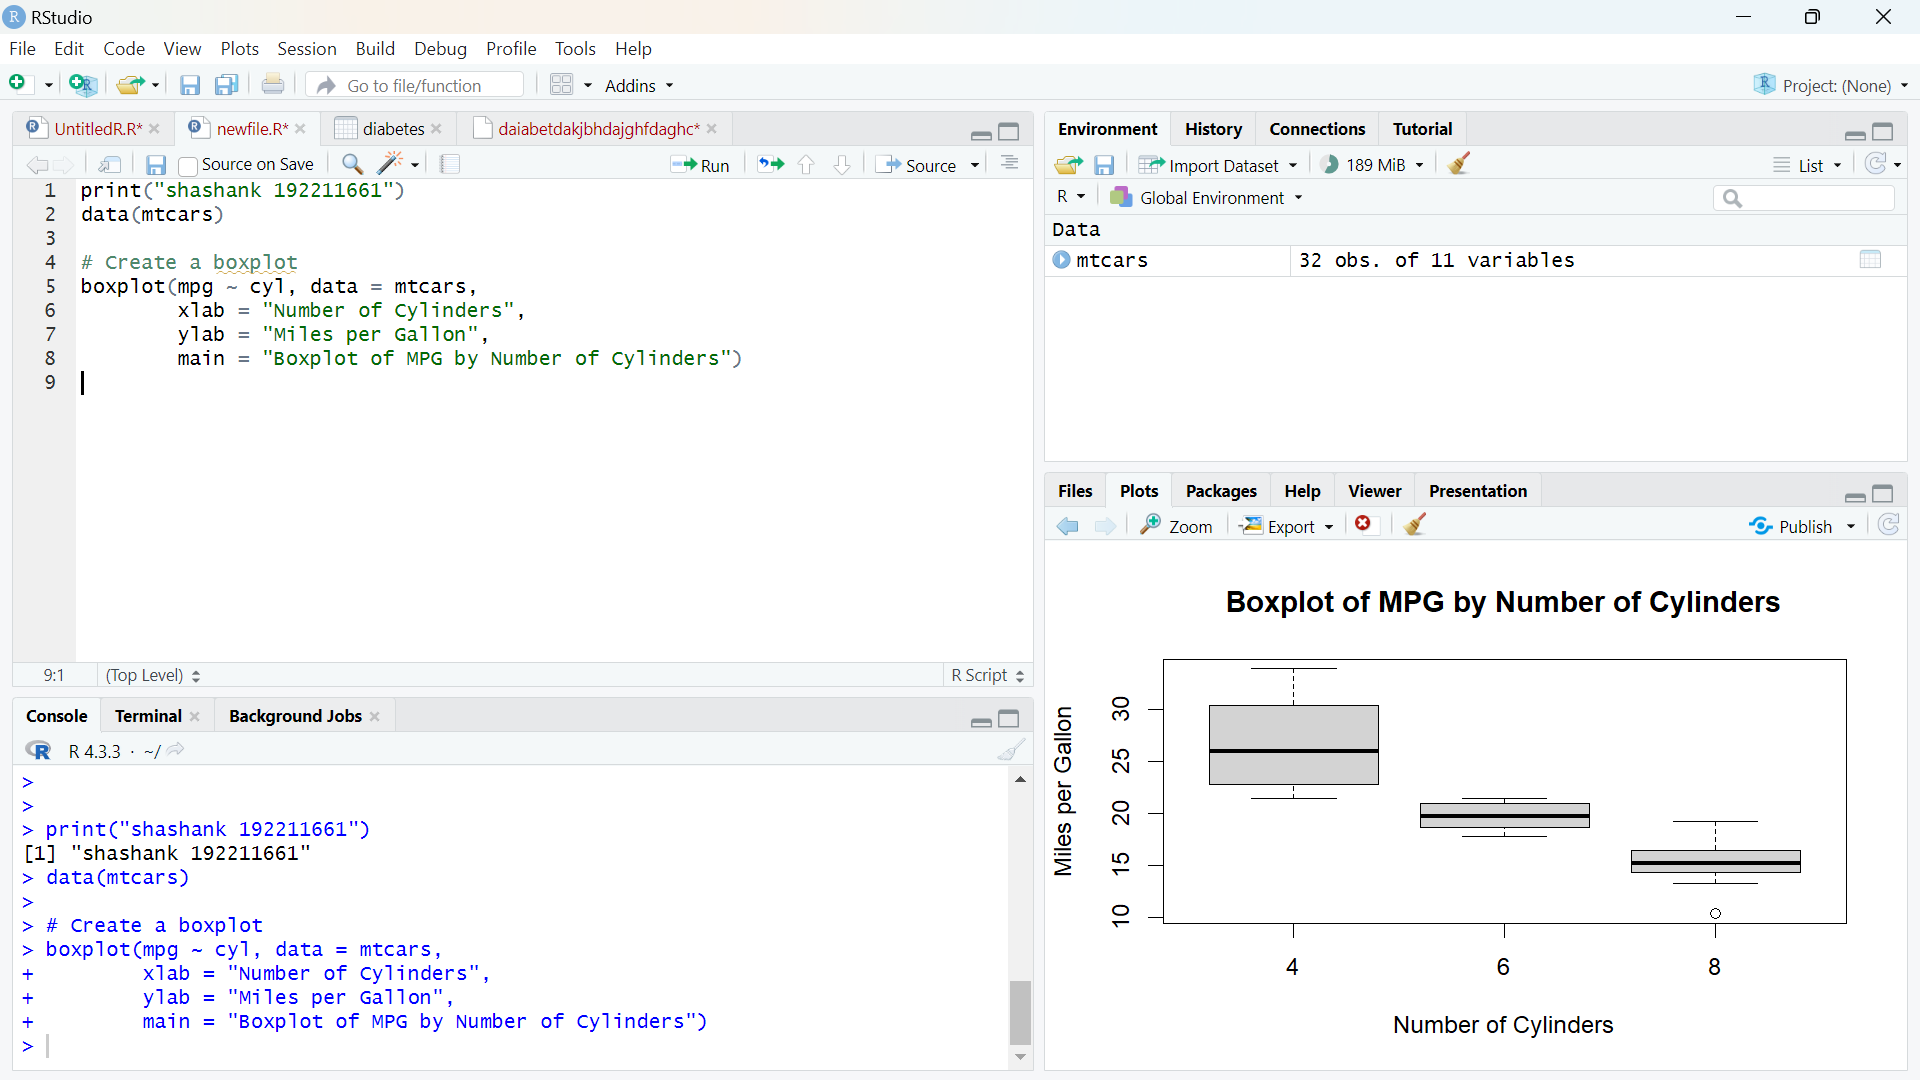 RStudio
File Edit Code View Plots Session Build Debug Profile Tools Help
Go to file/function Addins Project: (None)
UntitledR.R* newfile.R* diabetes daiabetdakjbhdajghfdaghc*
Source on Save Run Source
1 print("shashank 192211661")
2 data(mtcars)
3
4 # Create a boxplot
5 boxplot(mpg ~ cyl, data = mtcars,
6 xlab = "Number of Cylinders",
7 ylab = "Miles per Gallon",
8 main = "Boxplot of MPG by Number of Cylinders")
9
9:1 (Top Level) R Script
Console Terminal Background Jobs
R R 4.3.3 · ~/
>
>
> print("shashank 192211661")
[1] "shashank 192211661"
> data(mtcars)
>
> # Create a boxplot
> boxplot(mpg ~ cyl, data = mtcars,
+ xlab = "Number of Cylinders",
+ ylab = "Miles per Gallon",
+ main = "Boxplot of MPG by Number of Cylinders")
>
Environment History Connections Tutorial
Import Dataset 189 MiB List
R Global Environment
Data
mtcars 32 obs. of 11 variables
Files Plots Packages Help Viewer Presentation
Zoom Export Publish
Boxplot of MPG by Number of Cylinders
Miles per Gallon
30
25
20
15
10
4 6 8
Number of Cylinders